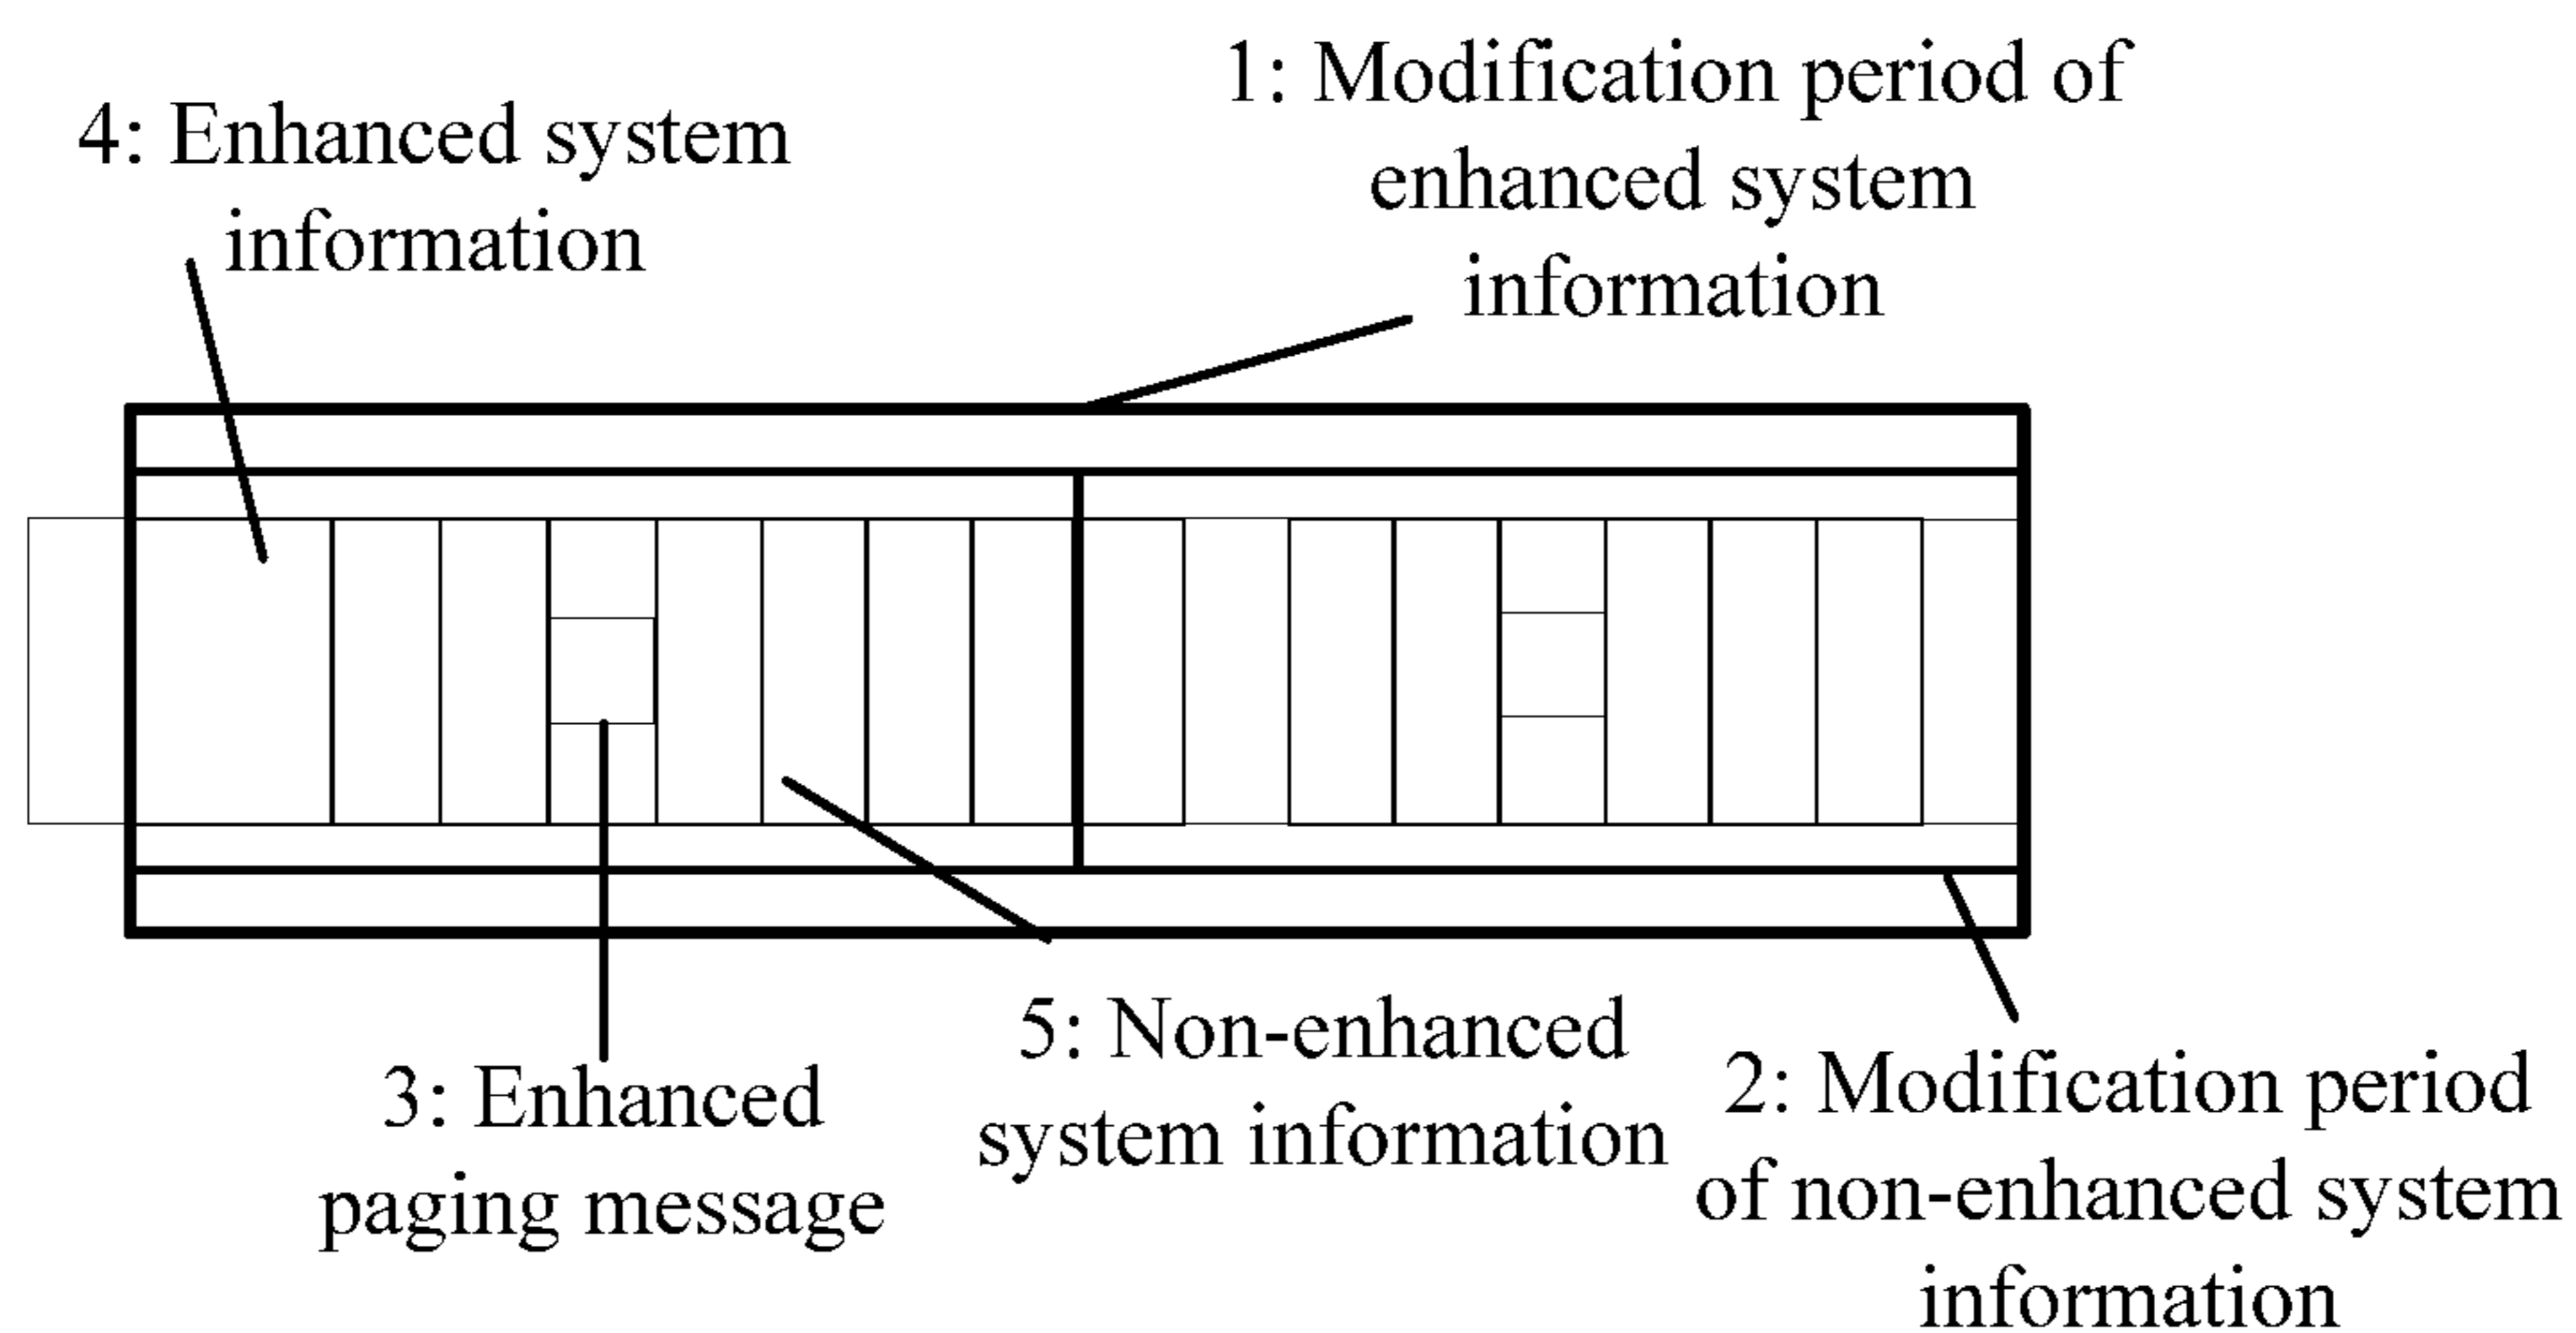 1: Modification period of
enhanced system
information
4: Enhanced system
information
3: Enhanced
paging message
5: Non-enhanced
system information
2: Modification period
of non-enhanced system
information